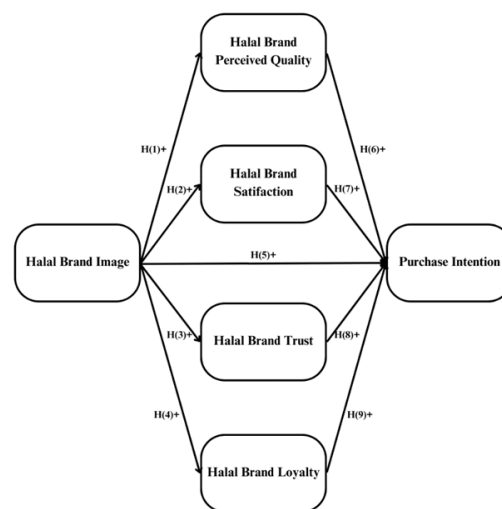 Halal Brand
Perceived Quality
H(1)+
H(6)+
Halal Brand
Satifaction
H(2)+
H(7)+
Halal Brand Image
H(5)+
Purchase Intention
H(3)+
Halal Brand Trust
H(8)+
H(4)+
H(9)+
Halal Brand Loyalty